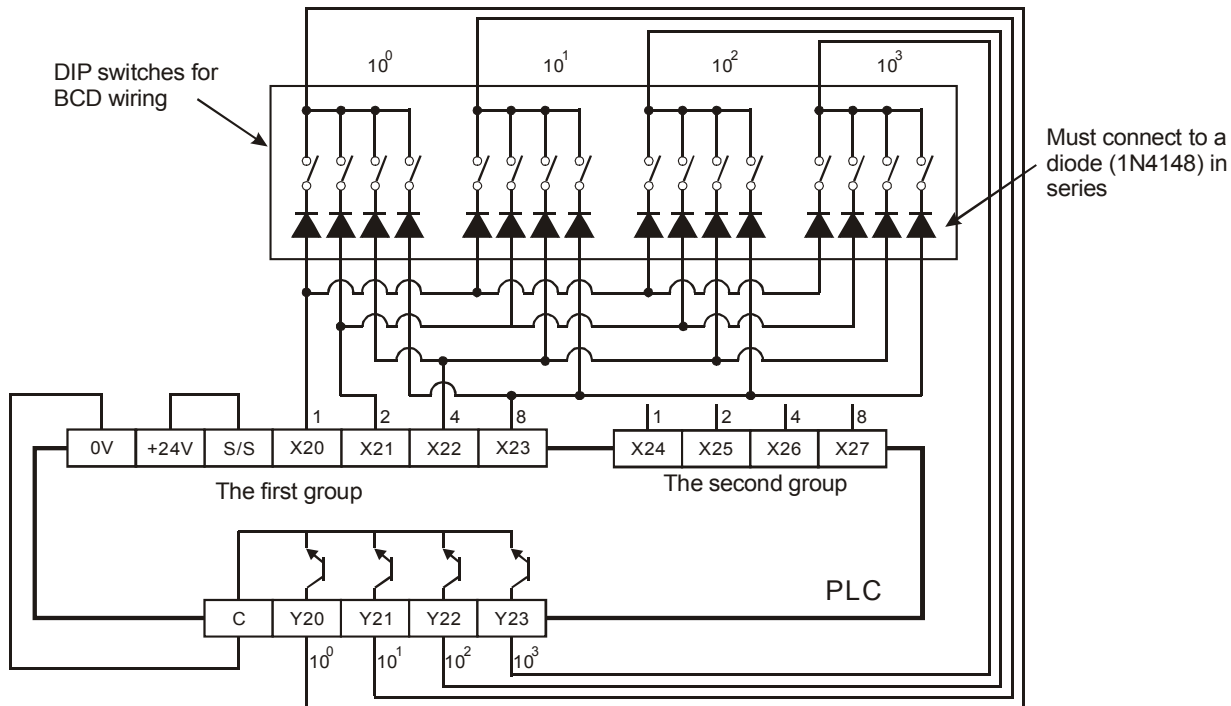 10⁰
10¹
10²
10³
DIP switches for
BCD wiring
Must connect to a
diode (1N4148) in
series
1
2
4
8
1
2
4
8
0V
+24V
S/S
X20
X21
X22
X23
X24
X25
X26
X27
The first group
The second group
PLC
C
Y20
Y21
Y22
Y23
10⁰
10¹
10²
10³